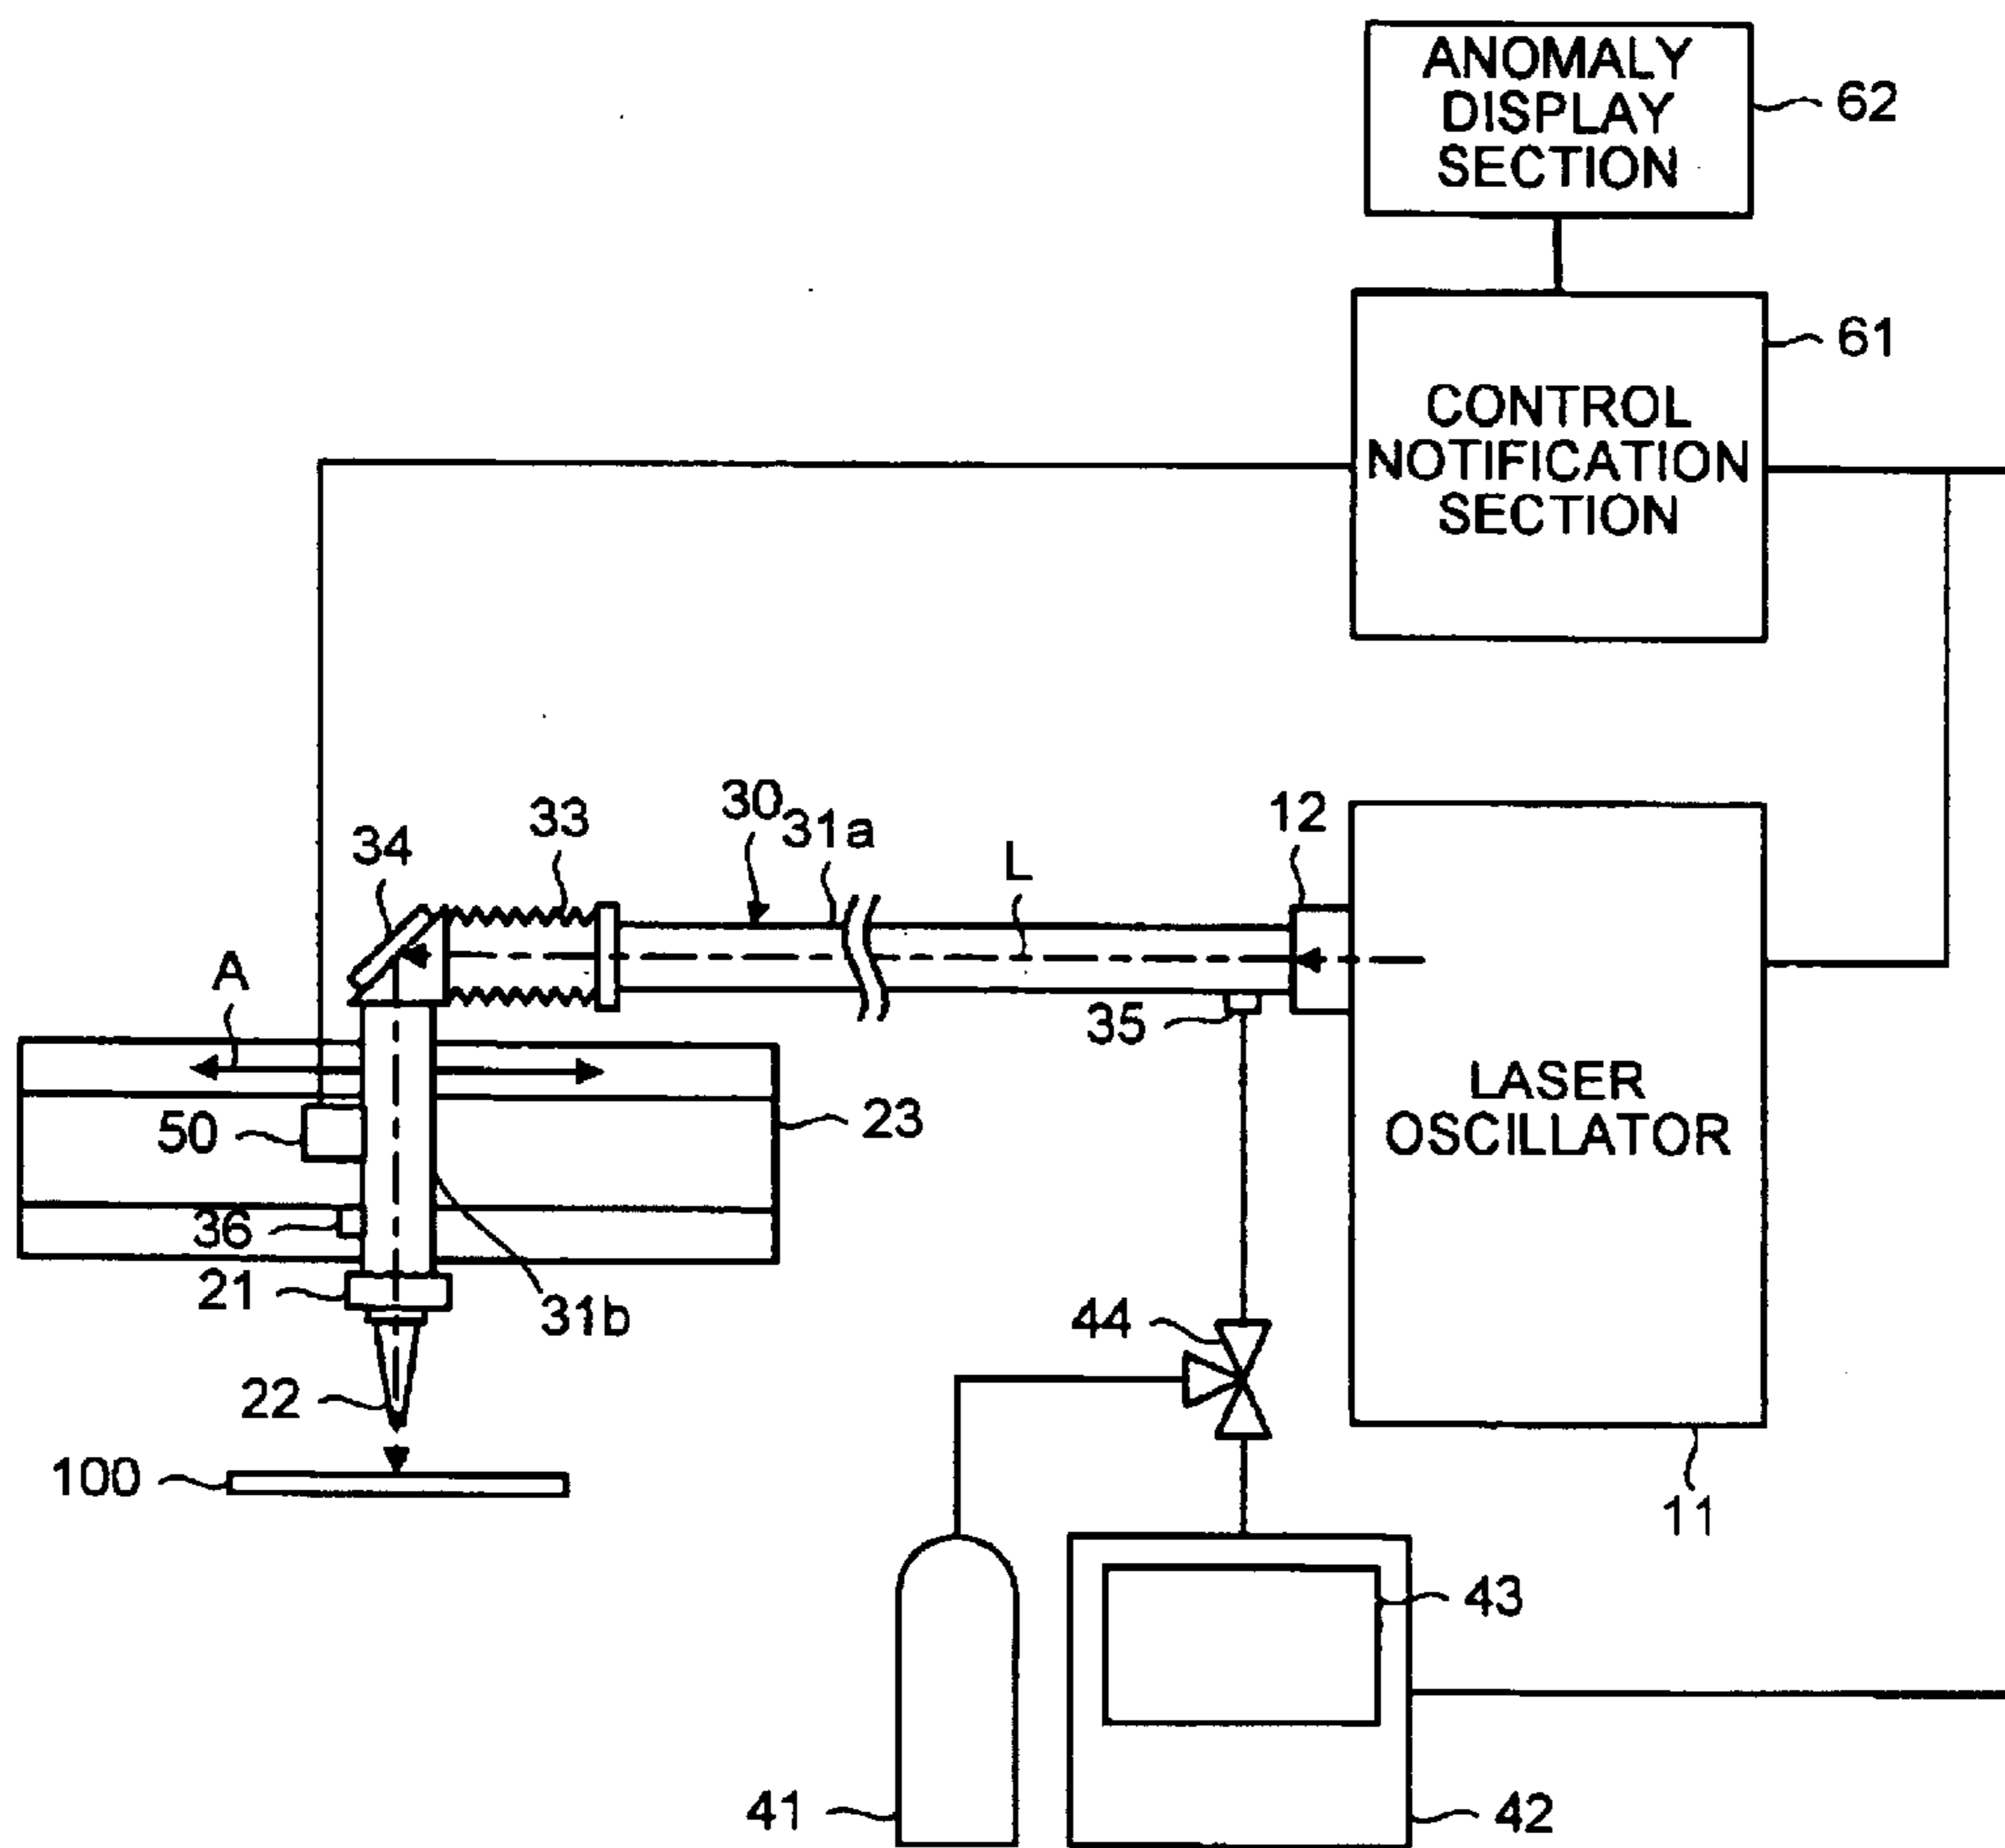 ANOMALY
DISPLAY
SECTION
62
61
CONTROL
NOTIFICATION
SECTION
30
31a
33
12
34
L
A
35
LASER
OSCILLATOR
50
23
36
21
31b
44
22
100
11
43
41
42